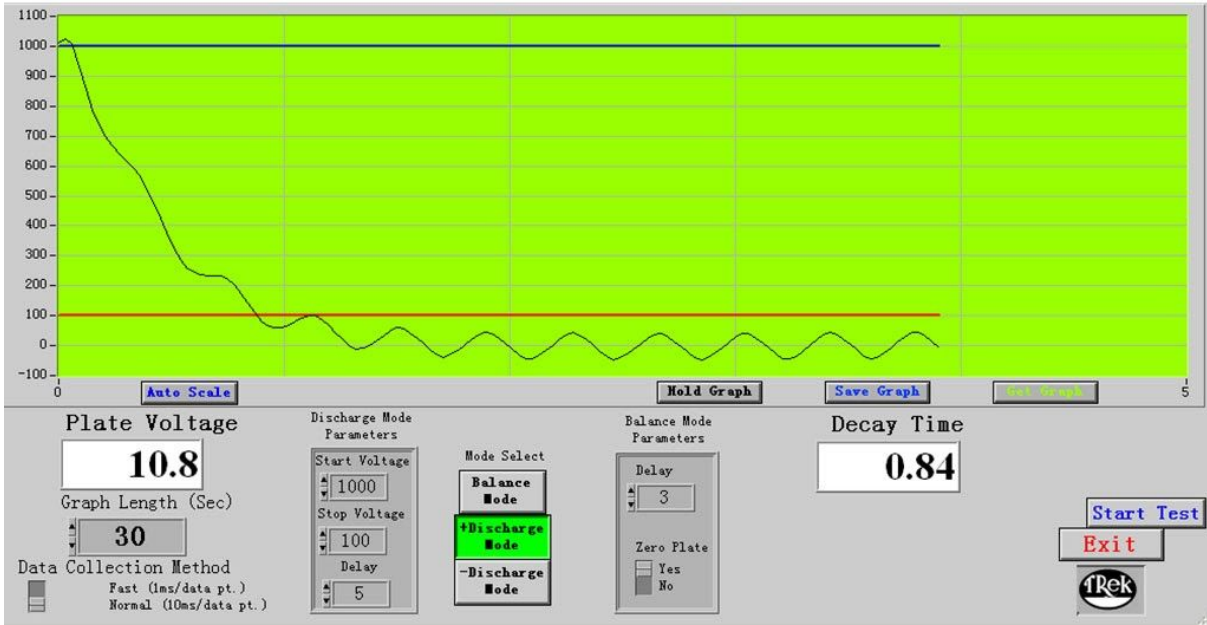 1100
1000
900
800
700
600
500
400
300
200
100
0
-100
0
5
Auto Scale
Hold Graph
Save Graph
Get Graph
Plate Voltage
10.8
Graph Length (Sec)
30
Data Collection Method
Fast (1ms/data pt.)
Normal (10ms/data pt.)
Discharge Mode
Parameters
Start Voltage
1000
Stop Voltage
100
Delay
5
Mode Select
Balance
Mode
+Discharge
Mode
-Discharge
Mode
Balance Mode
Parameters
Delay
3
Zero Plate
Yes
No
Decay Time
0.84
Start Test
Exit
TRek